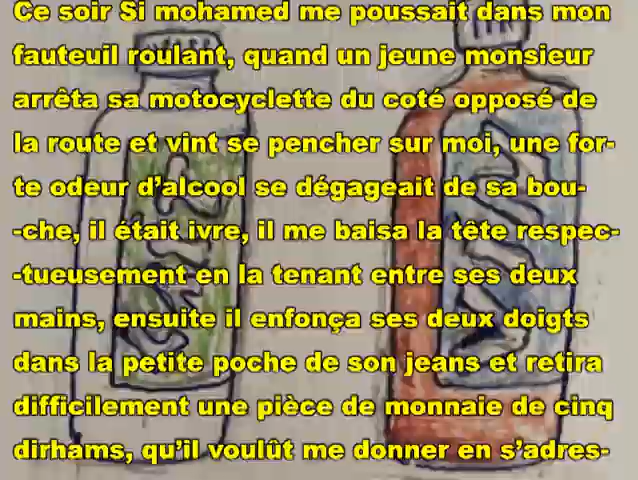 Ce soir Si mohamed me poussait dans mon
fauteuil roulant, quand un jeune monsieur
arrêta sa motocyclette du coté opposé de
la route et vint se pencher sur moi, une for-
te odeur d'alcool se dégageait de sa bou-
-che, il était ivre, il me baisa la tête respec-
-tueusement en la tenant entre ses deux
mains, ensuite il enfonça ses deux doigts
dans la petite poche de son jeans et retira
difficilement une pièce de monnaie de cinq
dirhams, qu'il voulût me donner en s'adres-